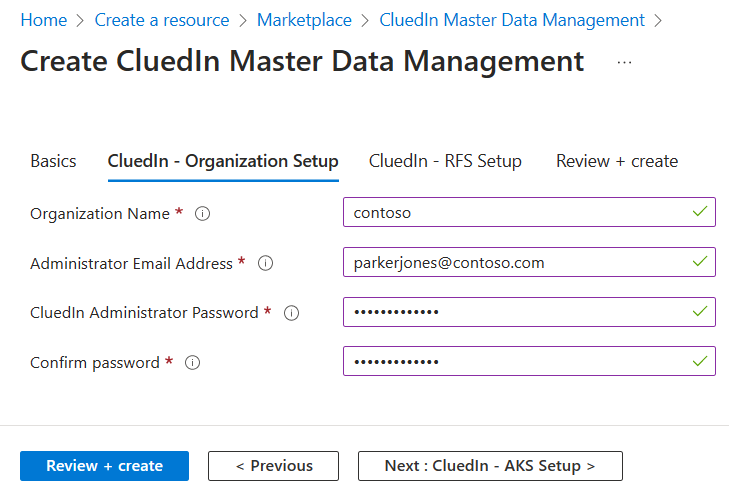 Home > Create a resource > Marketplace > CluedIn Master Data Management >
Create CluedIn Master Data Management ...
Basics CluedIn - Organization Setup CluedIn - RFS Setup Review + create
Organization Name * contoso
Administrator Email Address * parkerjones@contoso.com
CluedIn Administrator Password * •••••••••••••
Confirm password * •••••••••••••
Review + create < Previous Next : CluedIn - AKS Setup >